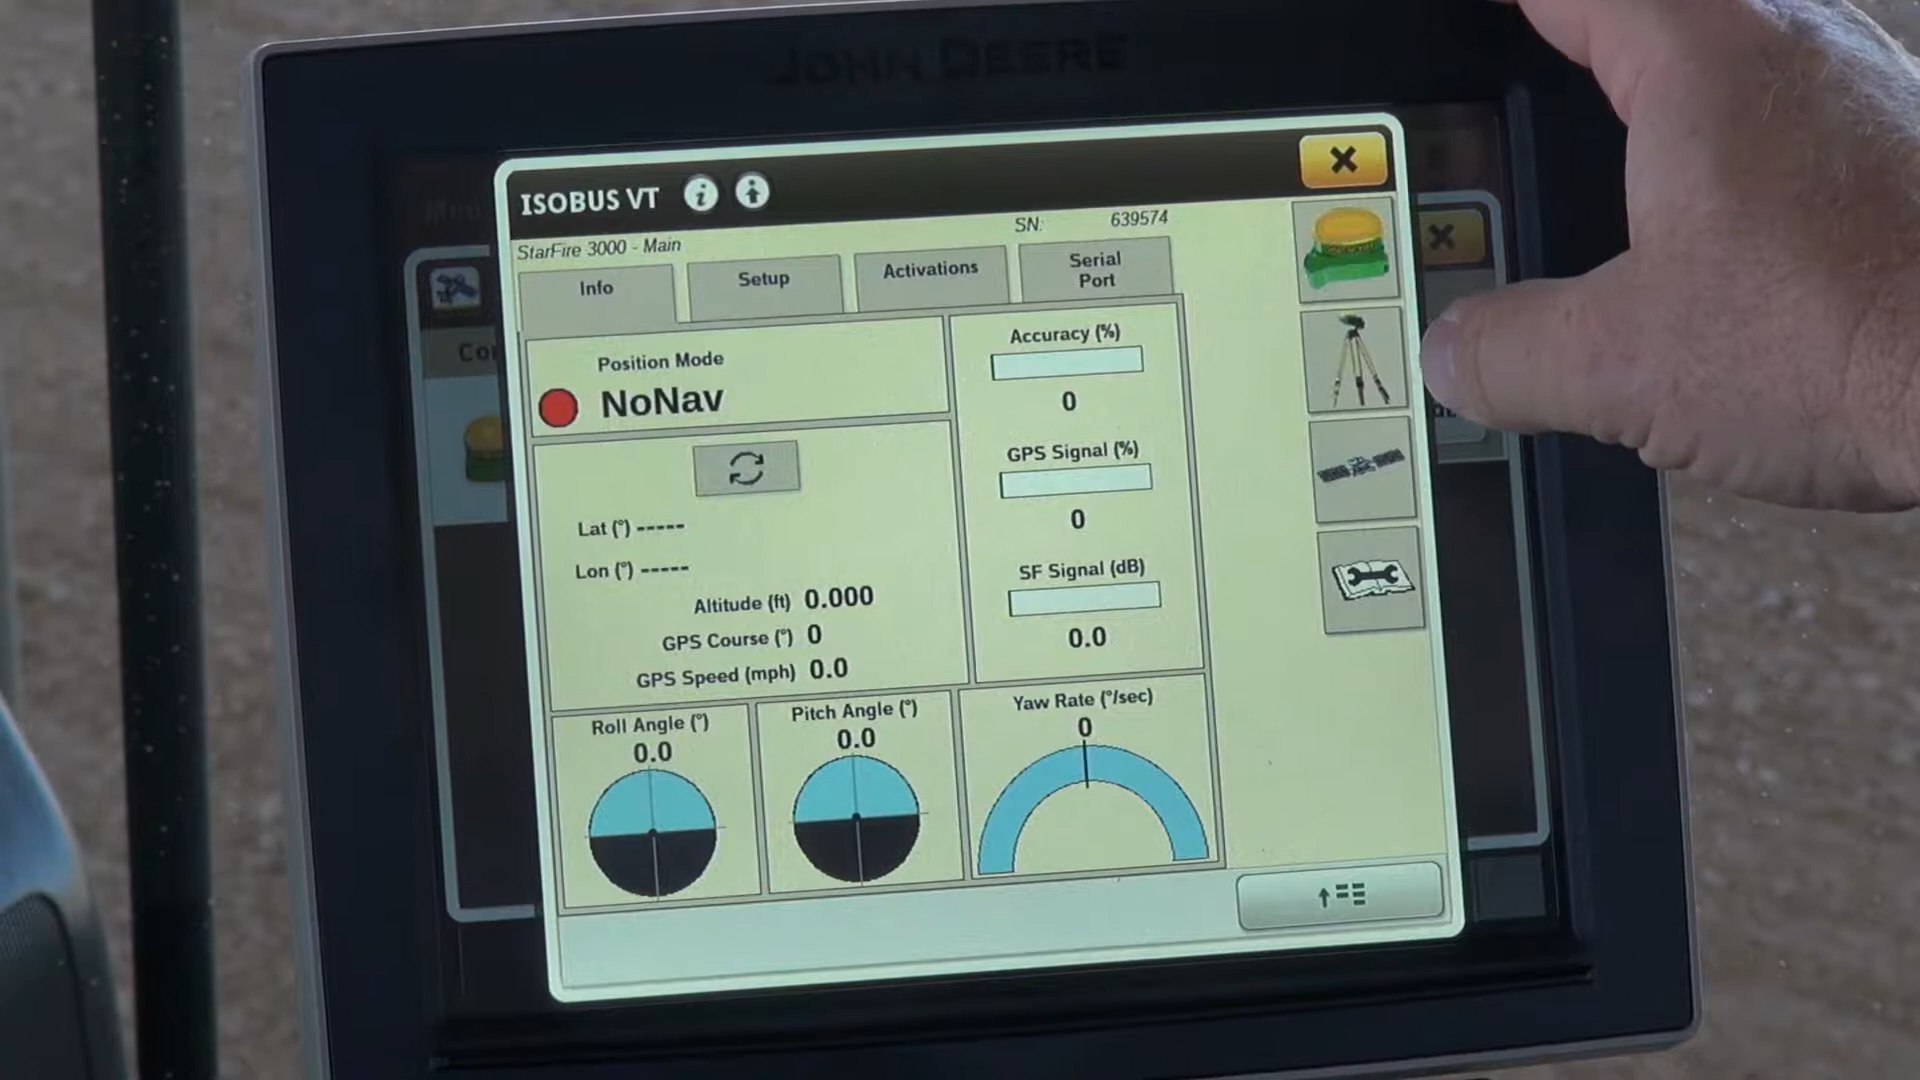 JOHN DEERE
ISOBUS VT
SN: 639574
StarFire 3000 - Main
Info
Setup
Activations
Serial
Port
Position Mode
NoNav
Lat (°) -----
Lon (°) -----
Altitude (ft) 0.000
GPS Course (°) 0
GPS Speed (mph) 0.0
Accuracy (%)
0
GPS Signal (%)
0
SF Signal (dB)
0.0
Roll Angle (°)
0.0
Pitch Angle (°)
0.0
Yaw Rate (°/sec)
0